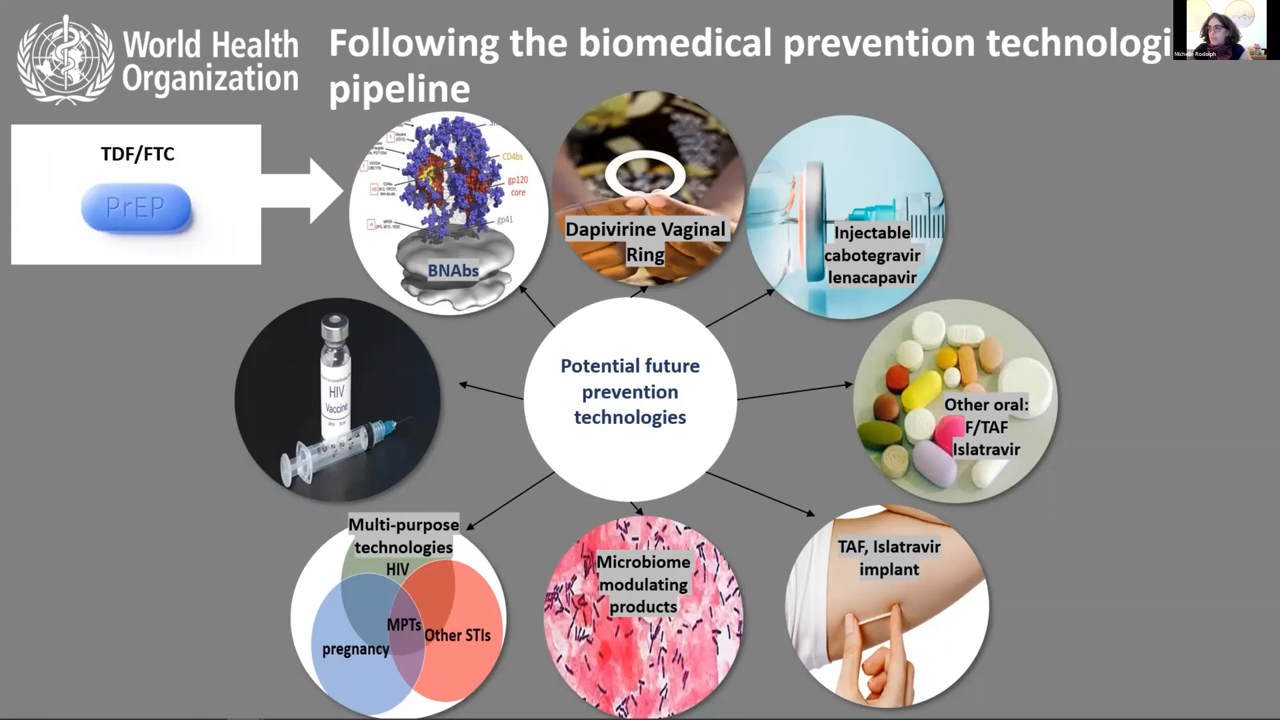 World Health
Organization
Following the biomedical prevention technologi
pipeline
Michelle Rodolph
TDF/FTC
PrEP
CD4bs
gp120
core
gp41
BNAbs
Dapivirine Vaginal
Ring
Injectable
cabotegravir
lenacapavir
HIV
Vaccine
Potential future
prevention
technologies
Other oral:
F/TAF
Islatravir
Multi-purpose
technologies
HIV
MPTs
Other STIs
pregnancy
Microbiome
modulating
products
TAF, Islatravir
implant